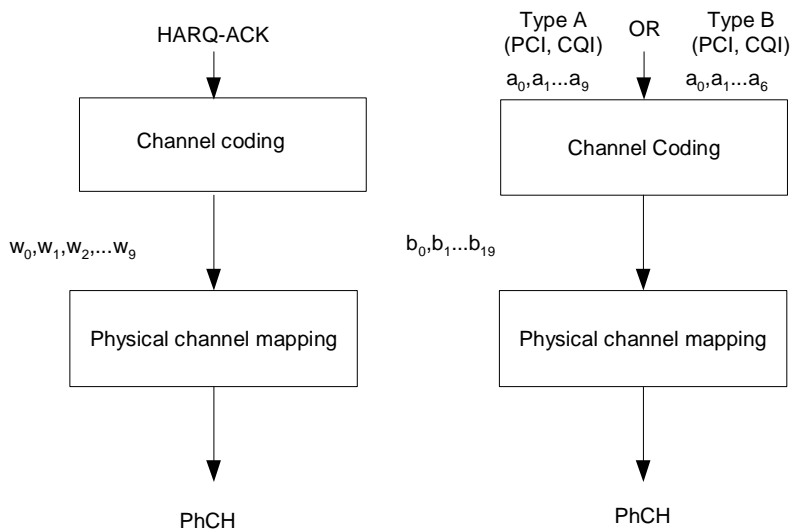 HARQ-ACK
Channel coding
w0,w1,w2,...w9
Physical channel mapping
PhCH
Type A
(PCI, CQI)
OR
Type B
(PCI, CQI)
a0,a1...a9
a0,a1...a6
Channel Coding
b0,b1...b19
Physical channel mapping
PhCH